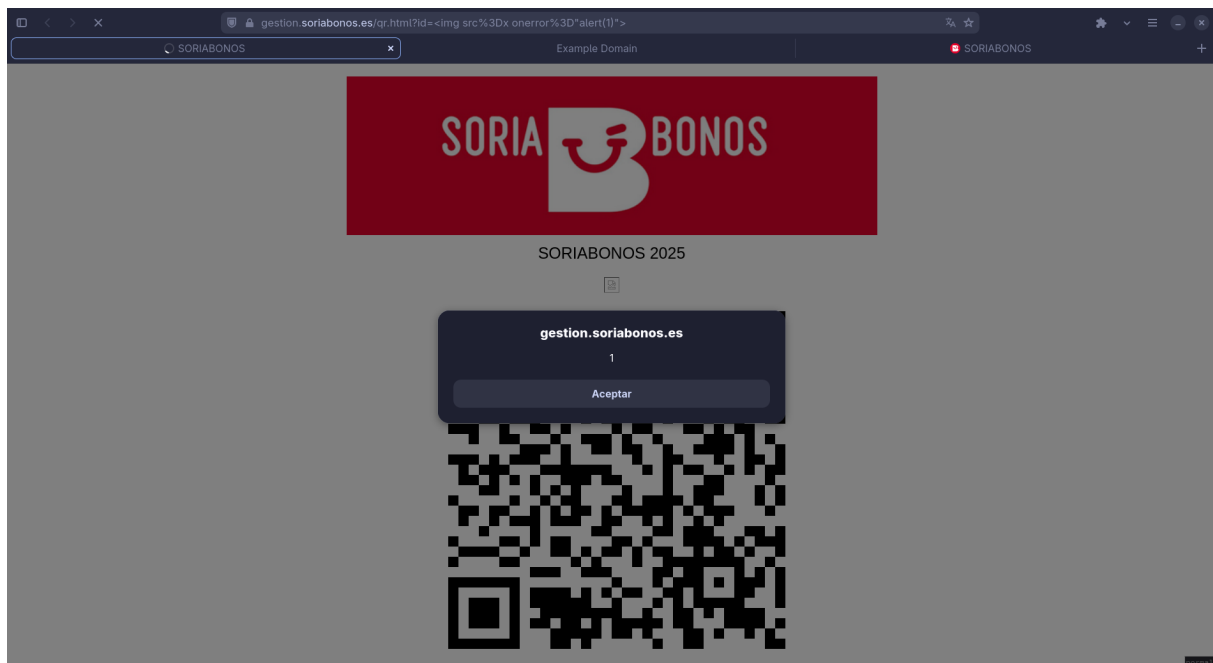 gestion.soriabonos.es/qr.html?id=<img src%3Dx onerror%3D"alert(1)">
SORIABONOS
Example Domain
SORIABONOS
SORIA B BONOS
SORIABONOS 2025
gestion.soriabonos.es
1
Aceptar